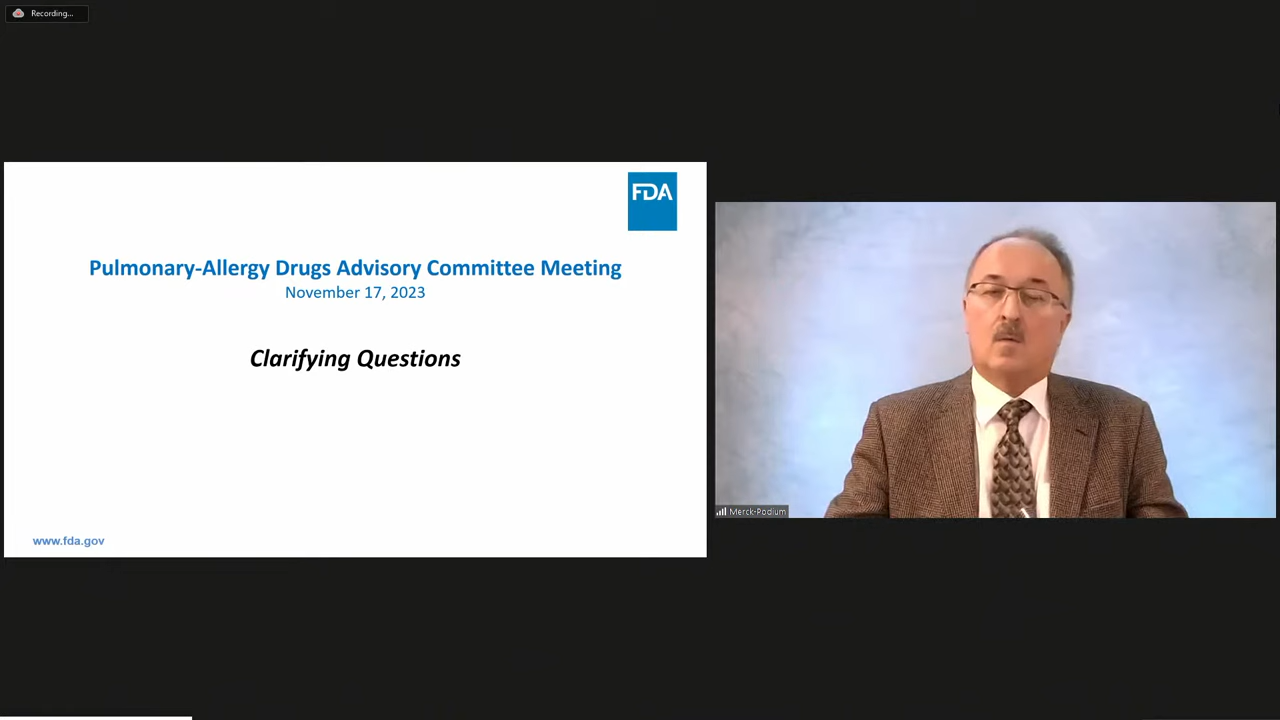 Recording...
FDA
Pulmonary-Allergy Drugs Advisory Committee Meeting
November 17, 2023
Clarifying Questions
www.fda.gov
Merck-Podium